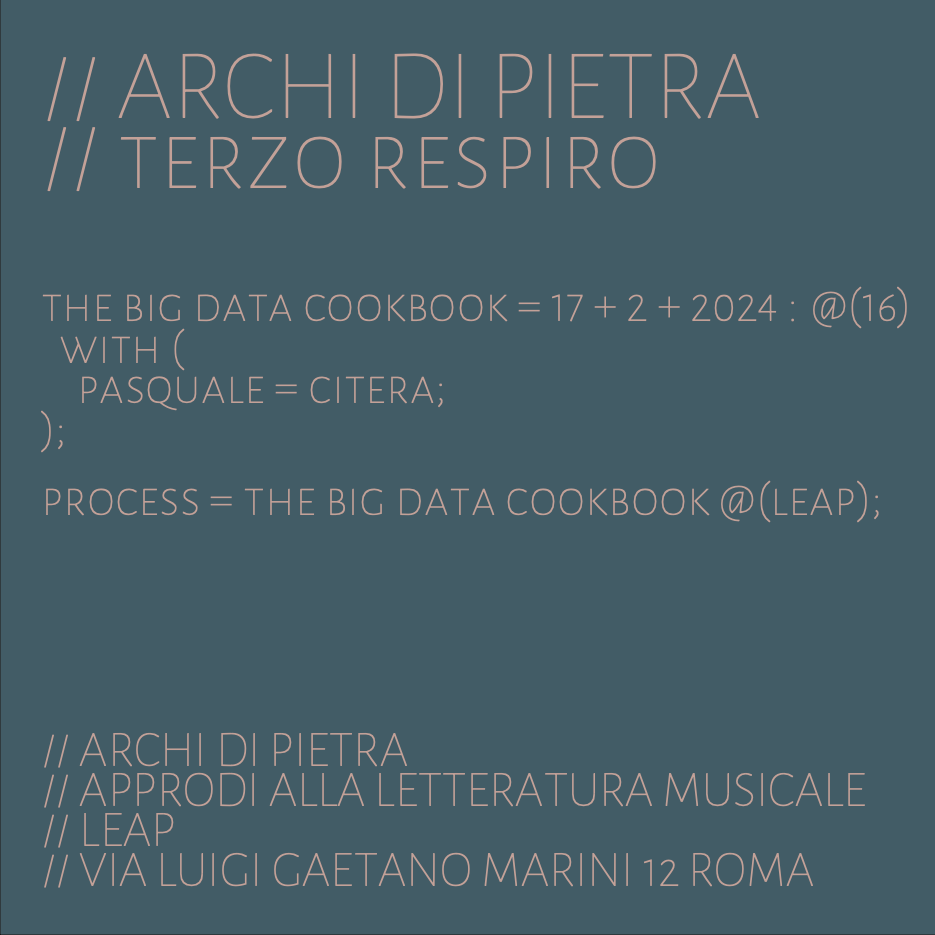 // ARCHI DI PIETRA
// TERZO RESPIRO
THE BIG DATA COOKBOOK = 17 + 2 + 2024 : @(16)
WITH (
PASQUALE = CITERA;
);
PROCESS = THE BIG DATA COOKBOOK @(LEAP);
// ARCHI DI PIETRA
// APPRODI ALLA LETTERATURA MUSICALE
// LEAP
// VIA LUIGI GAETANO MARINI 12 ROMA